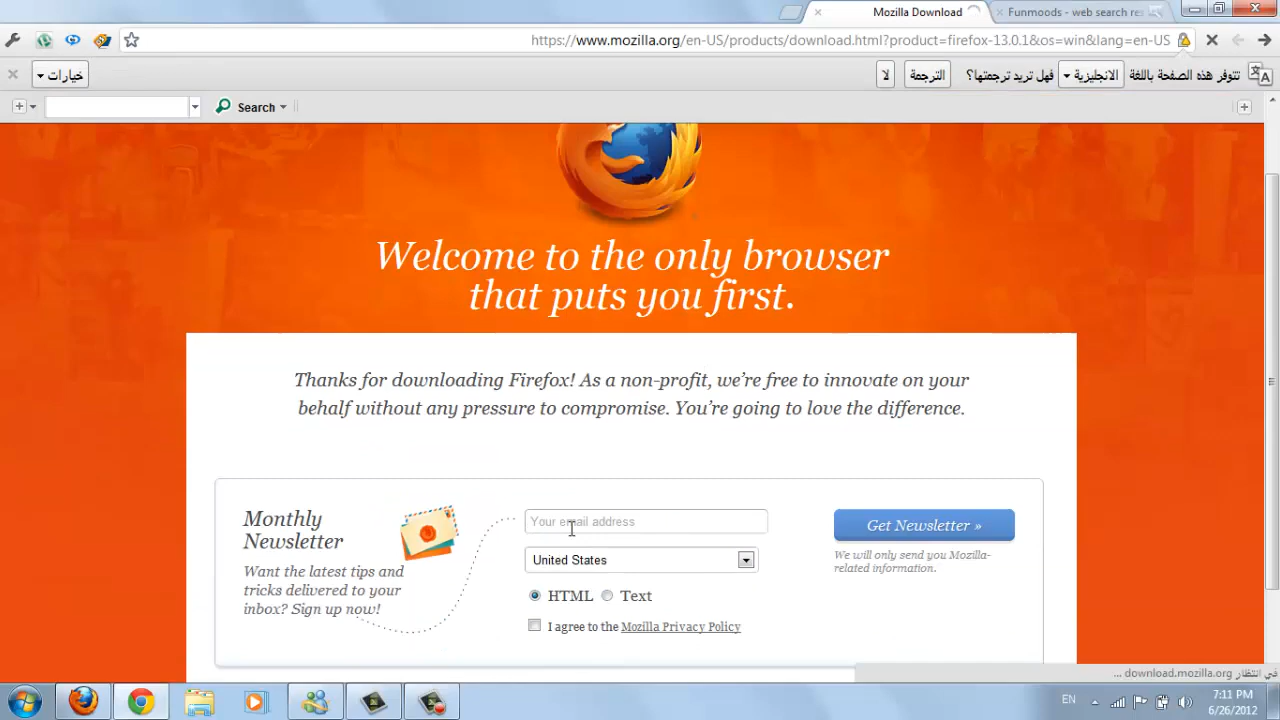 Mozilla Download
Funmoods - web search res
https://www.mozilla.org/en-US/products/download.html?product=firefox-13.0.1&os=win&lang=en-US
تتوفر هذه الصفحة باللغة الانجليزية فهل تريد ترجمتها؟ الترجمة لا خيارات
Search
Welcome to the only browser
that puts you first.
Thanks for downloading Firefox! As a non-profit, we’re free to innovate on your
behalf without any pressure to compromise. You’re going to love the difference.
Monthly
Newsletter
Want the latest tips and
tricks delivered to your
inbox? Sign up now!
Your email address
United States
HTML Text
I agree to the Mozilla Privacy Policy
Get Newsletter »
We will only send you Mozilla-
related information.
في انتظار download.mozilla.org ...
EN
7:11 PM
6/26/2012